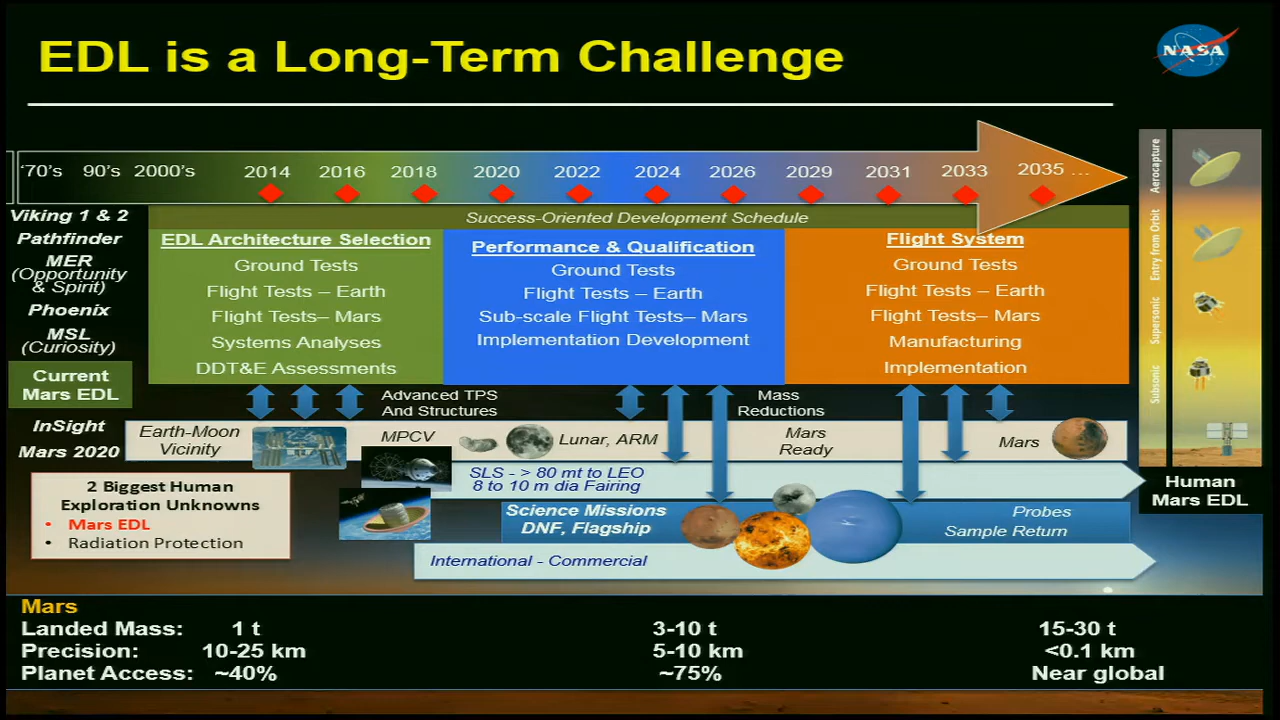 EDL is a Long-Term Challenge
NASA
'70's 90's 2000's 2014 2016 2018 2020 2022 2024 2026 2029 2031 2033 2035 ...
Success-Oriented Development Schedule
Viking 1 & 2
Pathfinder
MER
(Opportunity
& Spirit)
Phoenix
MSL
(Curiosity)
Current
Mars EDL
InSight
Mars 2020
EDL Architecture Selection
Ground Tests
Flight Tests – Earth
Flight Tests– Mars
Systems Analyses
DDT&E Assessments
Performance & Qualification
Ground Tests
Flight Tests – Earth
Sub-scale Flight Tests– Mars
Implementation Development
Flight System
Ground Tests
Flight Tests – Earth
Flight Tests– Mars
Manufacturing
Implementation
Advanced TPS
And Structures
Mass
Reductions
Earth-Moon
Vicinity
MPCV
Lunar, ARM
Mars
Ready
Mars
SLS - > 80 mt to LEO
8 to 10 m dia Fairing
Science Missions
DNF, Flagship
Probes
Sample Return
International - Commercial
2 Biggest Human
Exploration Unknowns
• Mars EDL
• Radiation Protection
Aerocapture
Entry from Orbit
Supersonic
Subsonic
Human
Mars EDL
Mars
Landed Mass: 1 t 3-10 t 15-30 t
Precision: 10-25 km 5-10 km <0.1 km
Planet Access: ~40% ~75% Near global